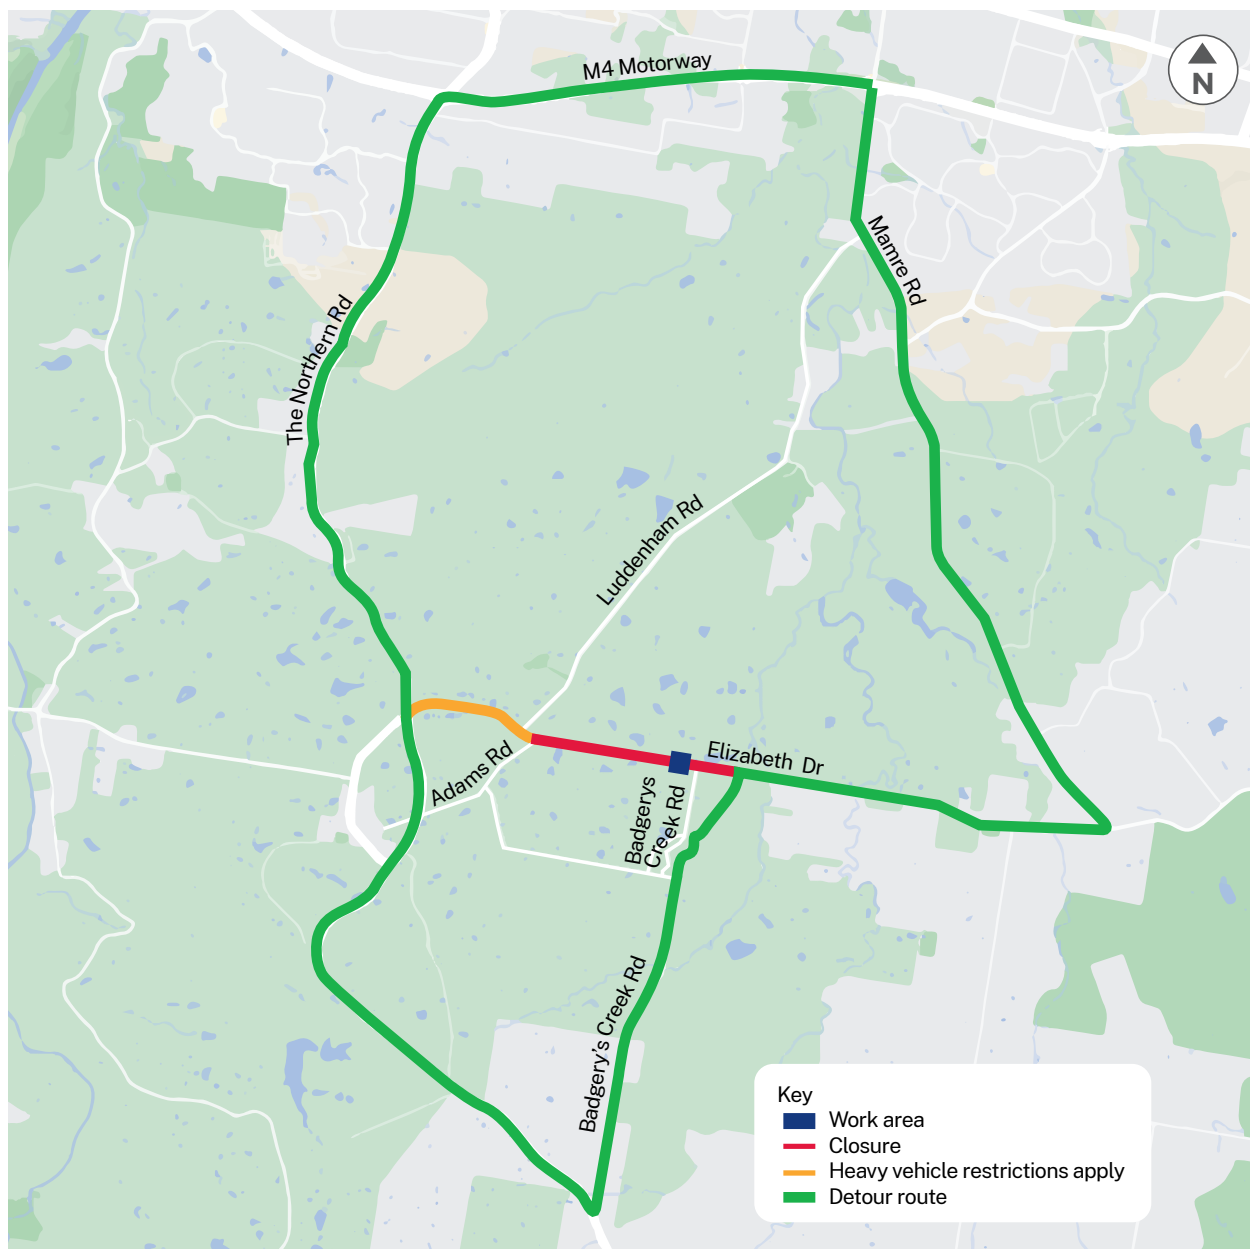 M4 Motorway
N
Mamre Rd
The Northern Rd
Luddenham Rd
Elizabeth Dr
Adams Rd
Badgerys
Creek Rd
Badgery's Creek Rd
Key
Work area
Closure
Heavy vehicle restrictions apply
Detour route